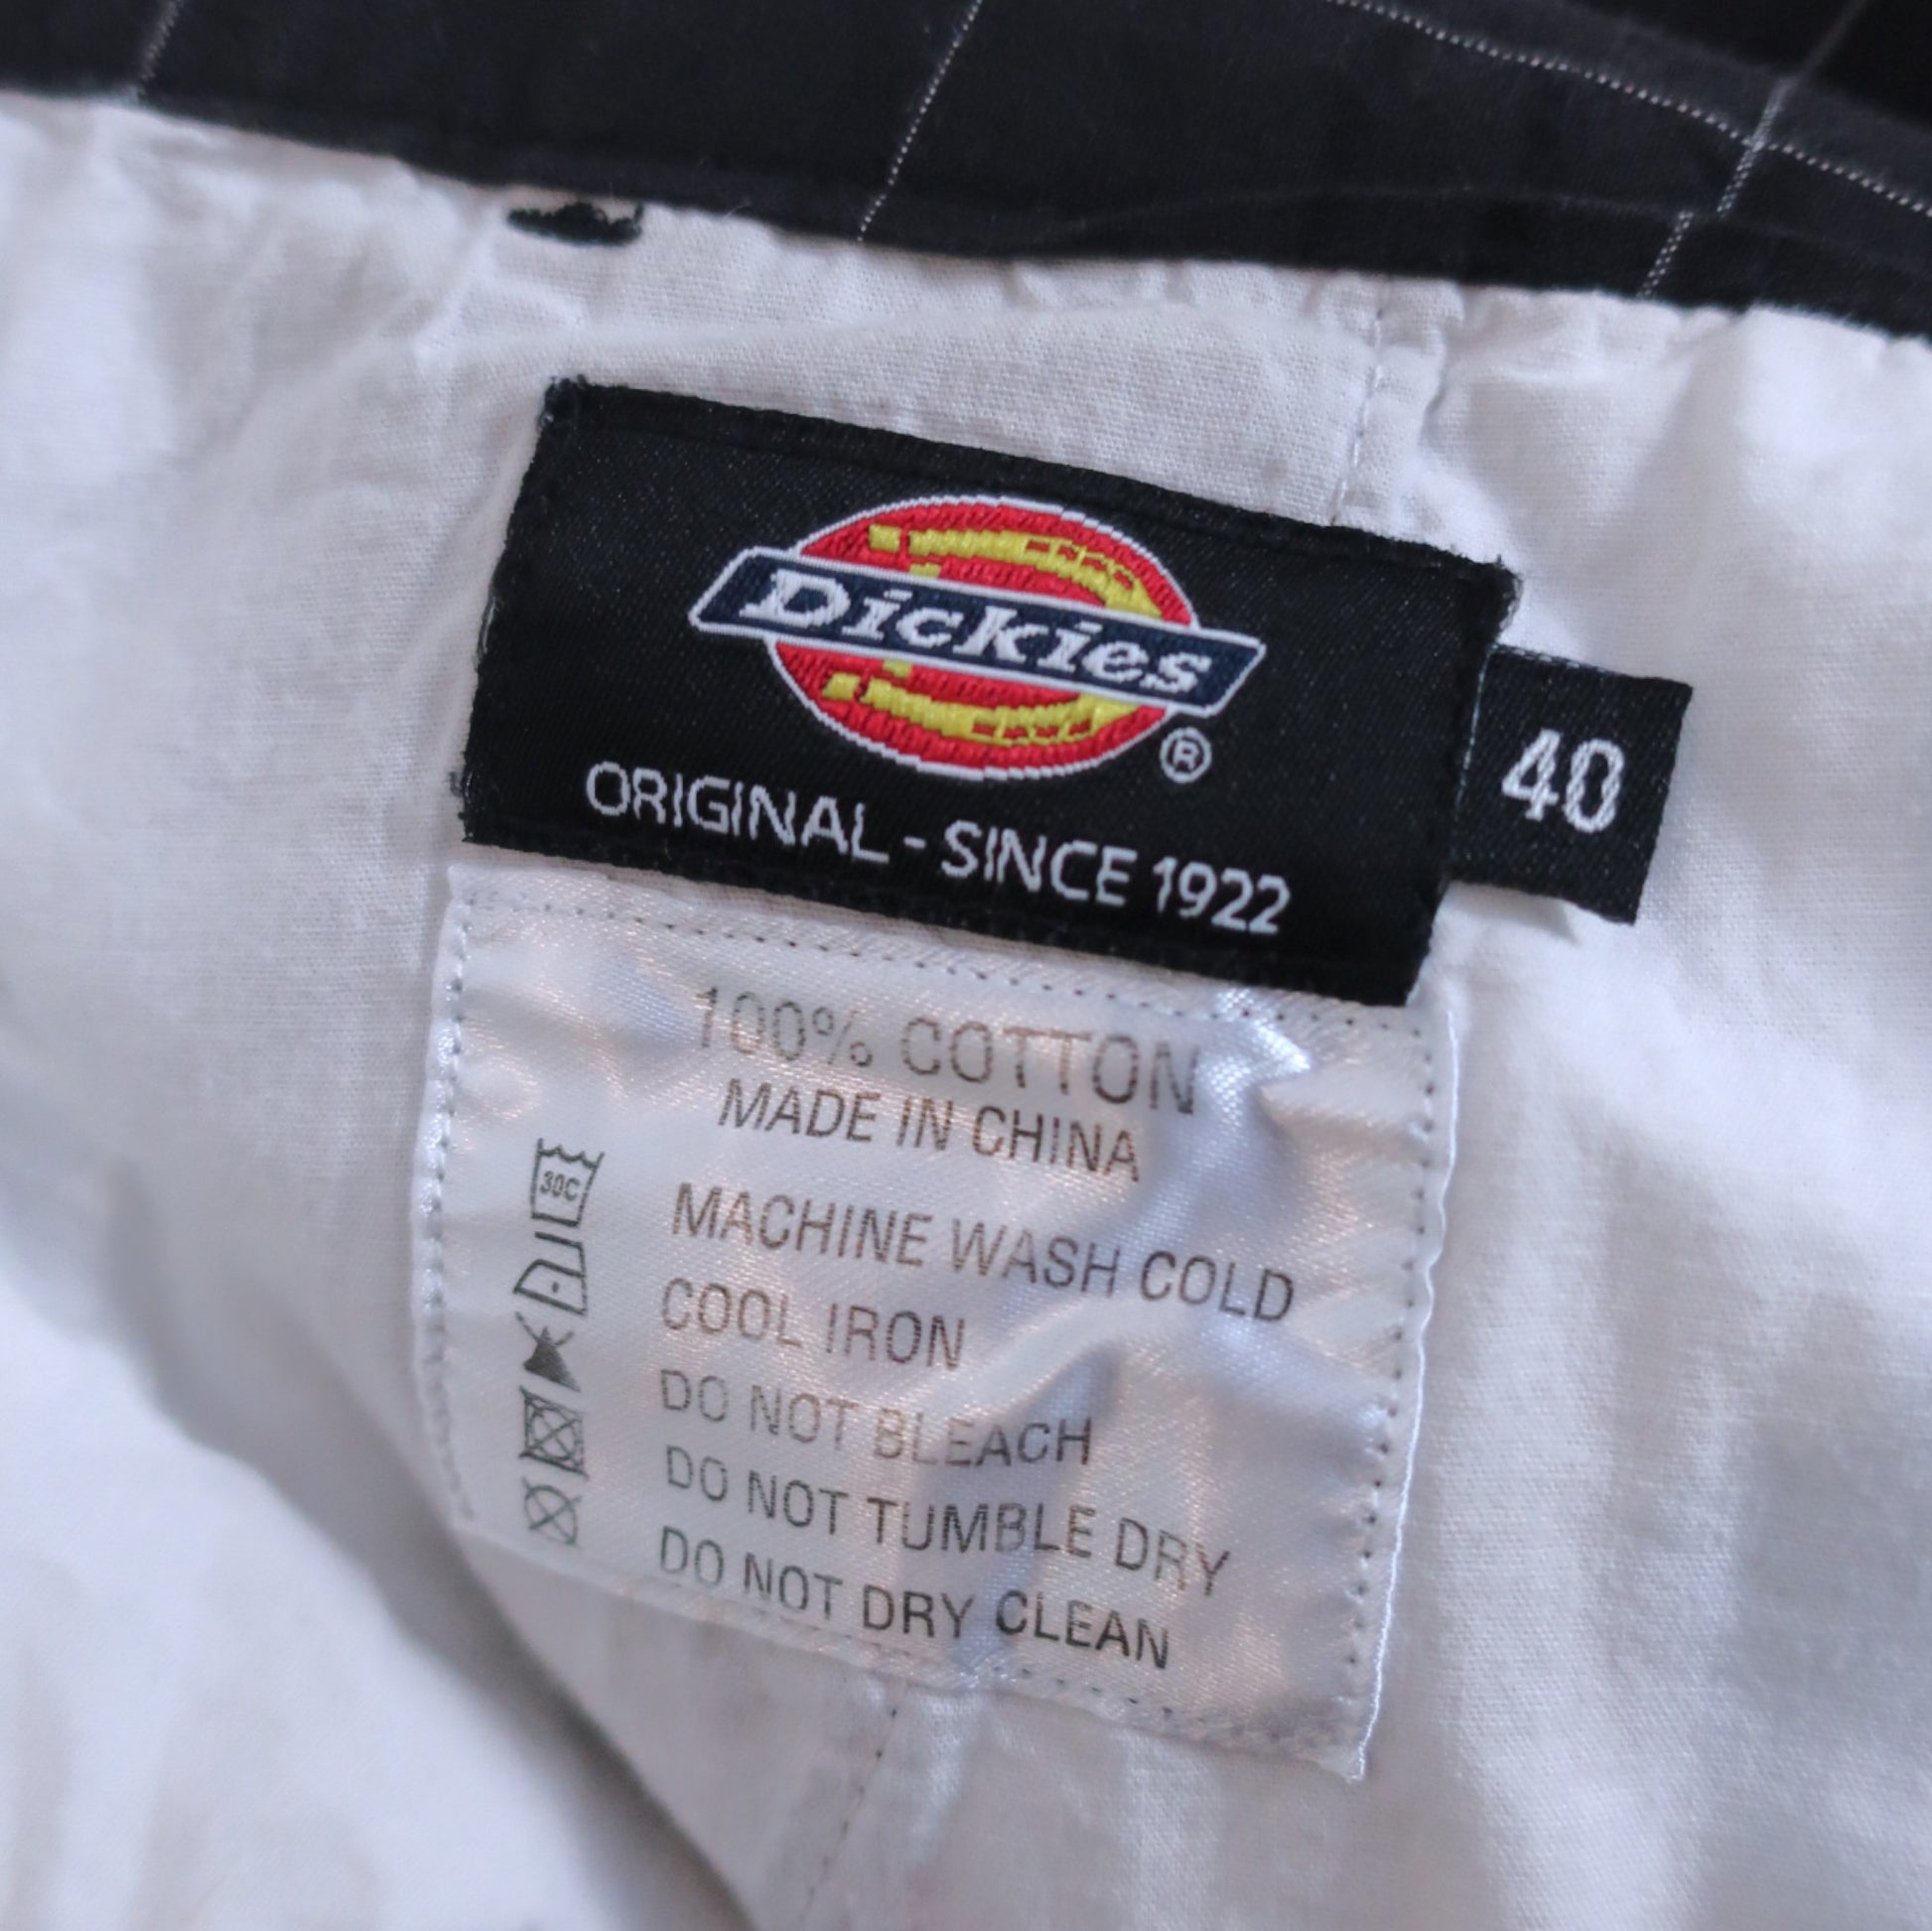 Dickies
®
ORIGINAL - SINCE 1922
40
100% COTTON
MADE IN CHINA
30C
MACHINE WASH COLD
COOL IRON
DO NOT BLEACH
DO NOT TUMBLE DRY
DO NOT DRY CLEAN